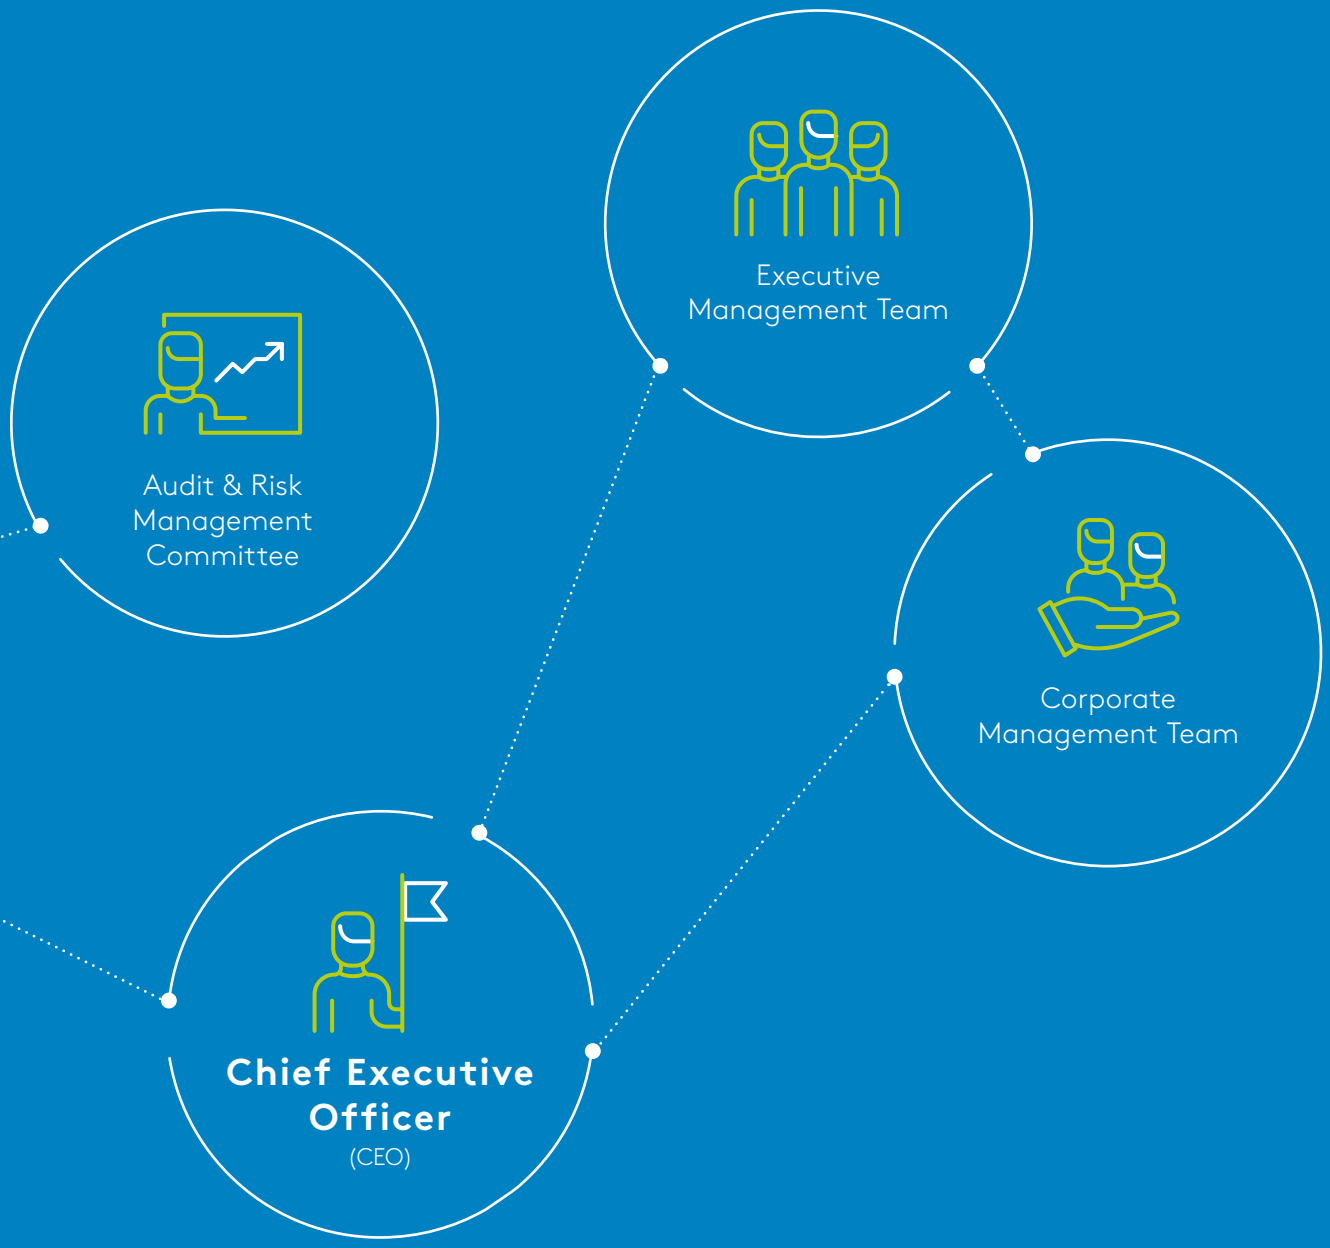 Executive
Management Team
Audit & Risk
Management
Committee
Corporate
Management Team
Chief Executive
Officer
(CEO)